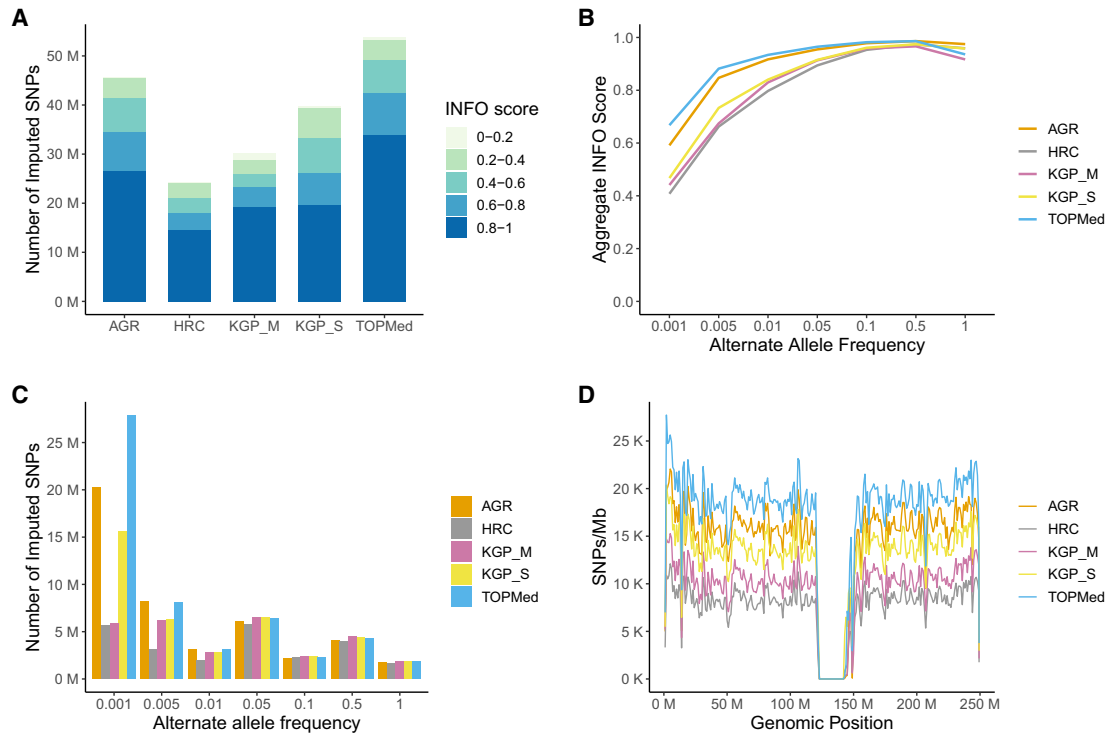 A
Number of Imputed SNPs
50 M
40 M
30 M
20 M
10 M
0 M
AGR HRC KGP_M KGP_S TOPMed
INFO score
0−0.2
0.2−0.4
0.4−0.6
0.6−0.8
0.8−1
B
Aggregate INFO Score
1.0
0.8
0.6
0.4
0.2
0.0
0.001 0.005 0.01 0.05 0.1 0.5 1
Alternate Allele Frequency
AGR
HRC
KGP_M
KGP_S
TOPMed
C
Number of Imputed SNPs
25 M
20 M
15 M
10 M
5 M
0 M
0.001 0.005 0.01 0.05 0.1 0.5 1
Alternate allele frequency
AGR
HRC
KGP_M
KGP_S
TOPMed
D
SNPs/Mb
25 K
20 K
15 K
10 K
5 K
0 K
0 M 50 M 100 M 150 M 200 M 250 M
Genomic Position
AGR
HRC
KGP_M
KGP_S
TOPMed